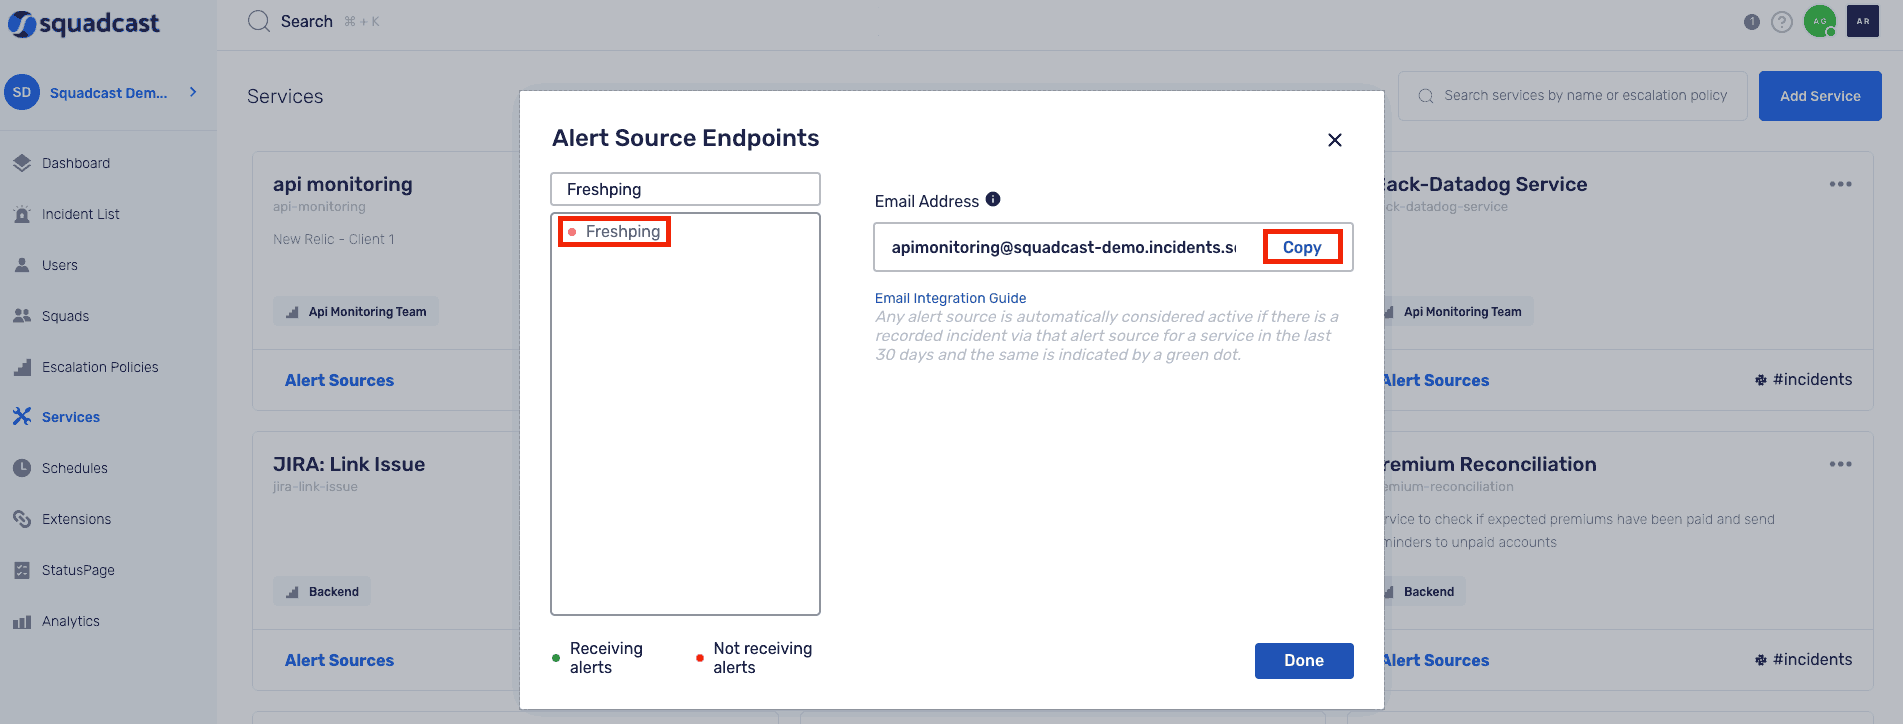 squadcast
Search ⌘ + K
1
?
AG
AR
SD Squadcast Dem...
Dashboard
Incident List
Users
Squads
Escalation Policies
Services
Schedules
Extensions
StatusPage
Analytics
Services
Search services by name or escalation policy
Add Service
api monitoring
api-monitoring
New Relic - Client 1
Api Monitoring Team
Alert Sources
JIRA: Link Issue
jira-link-issue
Backend
Alert Sources
Alert Source Endpoints
Freshping
Freshping
Receiving
alerts
Not receiving
alerts
Email Address
apimonitoring@squadcast-demo.incidents.s
Copy
Email Integration Guide
Any alert source is automatically considered active if there is a
recorded incident via that alert source for a service in the last
30 days and the same is indicated by a green dot.
Done
ack-Datadog Service
ck-datadog-service
Api Monitoring Team
Alert Sources
#incidents
remium Reconciliation
emium-reconciliation
rvice to check if expected premiums have been paid and send
minders to unpaid accounts
Backend
Alert Sources
#incidents